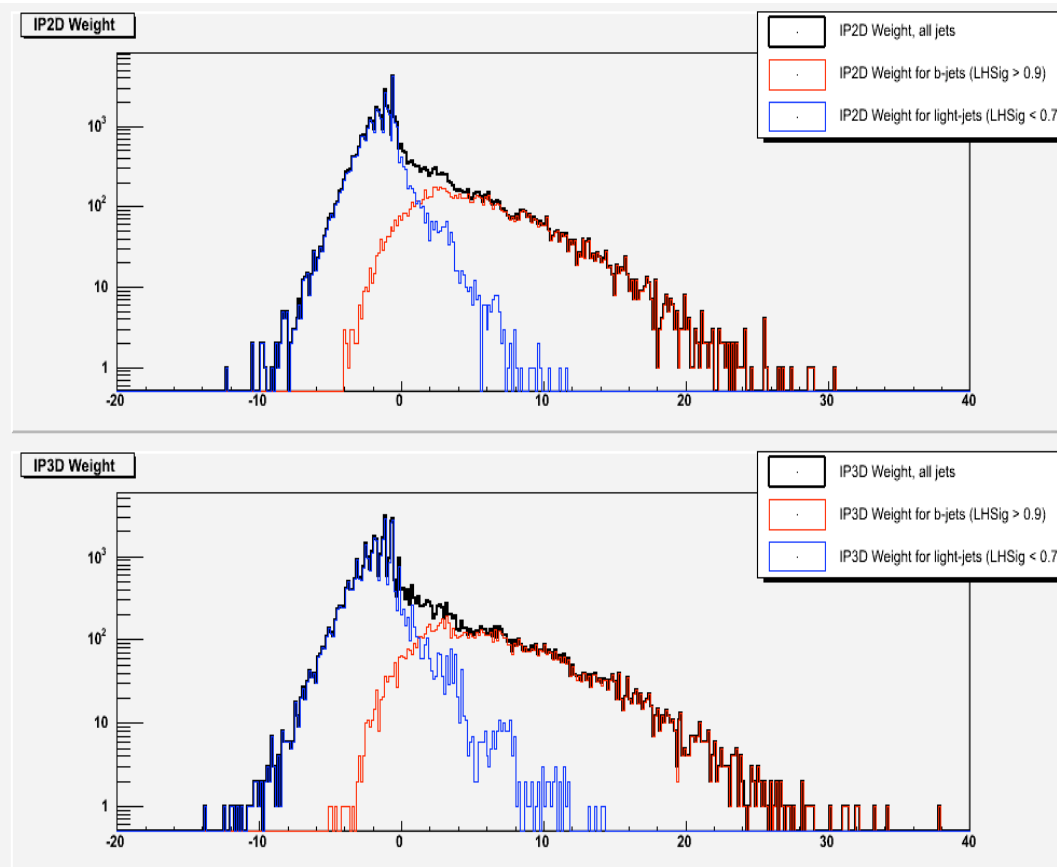 IP2D Weight
IP2D Weight, all jets
IP2D Weight for b-jets (LHSig > 0.9)
IP2D Weight for light-jets (LHSig < 0.7
10³
10²
10
1
-20 -10 0 10 20 30 40
IP3D Weight
IP3D Weight, all jets
IP3D Weight for b-jets (LHSig > 0.9)
IP3D Weight for light-jets (LHSig < 0.7
10³
10²
10
1
-20 -10 0 10 20 30 40